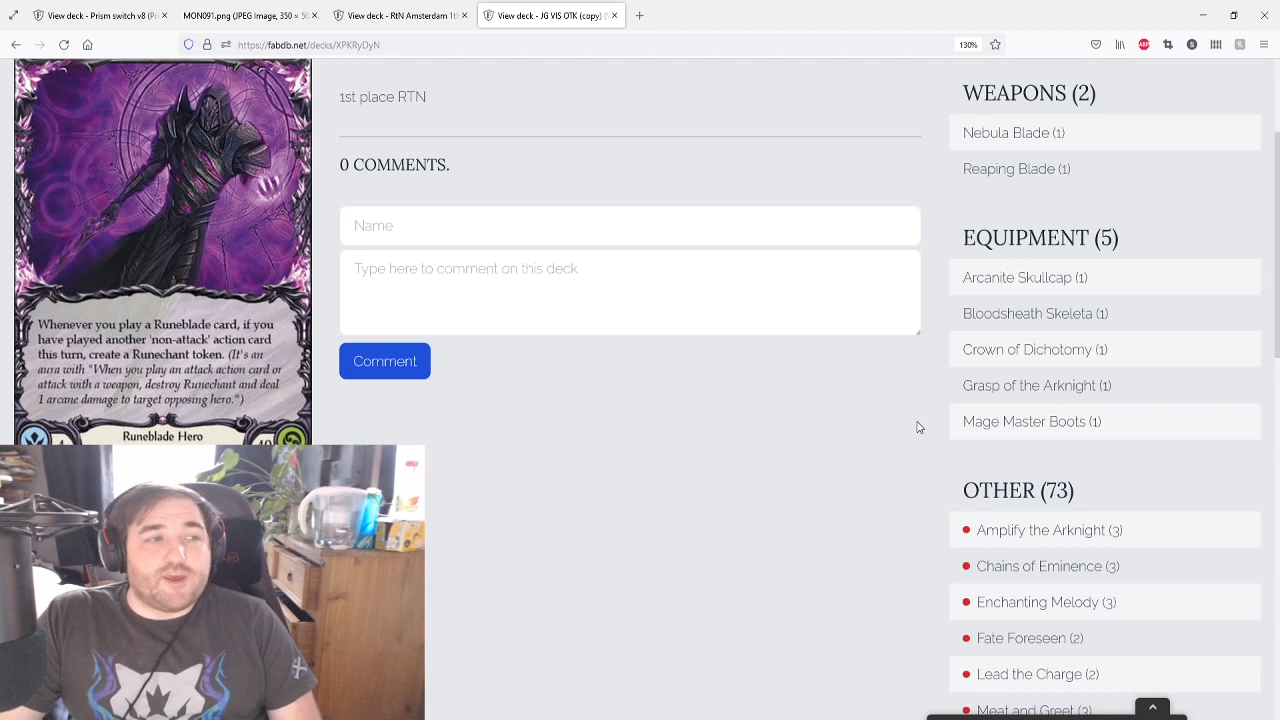 View deck - Prism v8 (Pri
MON091.png (JPEG Image, 350 × 50
View deck - RtN Amsterdam 1th
View deck - JG VIS OTK (copy) (V
https://fabdb.net/decks/XPKRyDyN
130%
ABP
S
1st place RTN
0 COMMENTS.
Name
Type here to comment on this deck
Comment
Whenever you play a Runeblade card, if you
have played another 'non-attack' action card
this turn, create a Runechant token. (It's an
aura with "When you play an attack action card or
attack with a weapon, destroy Runechant and deal
1 arcane damage to target opposing hero.")
Runeblade Hero
4
40
WEAPONS (2)
Nebula Blade (1)
Reaping Blade (1)
EQUIPMENT (5)
Arcanite Skullcap (1)
Bloodsheath Skeleta (1)
Crown of Dichotomy (1)
Grasp of the Arknight (1)
Mage Master Boots (1)
OTHER (73)
Amplify the Arknight (3)
Chains of Eminence (3)
Enchanting Melody (3)
Fate Foreseen (2)
Lead the Charge (2)
Meat and Greet (3)